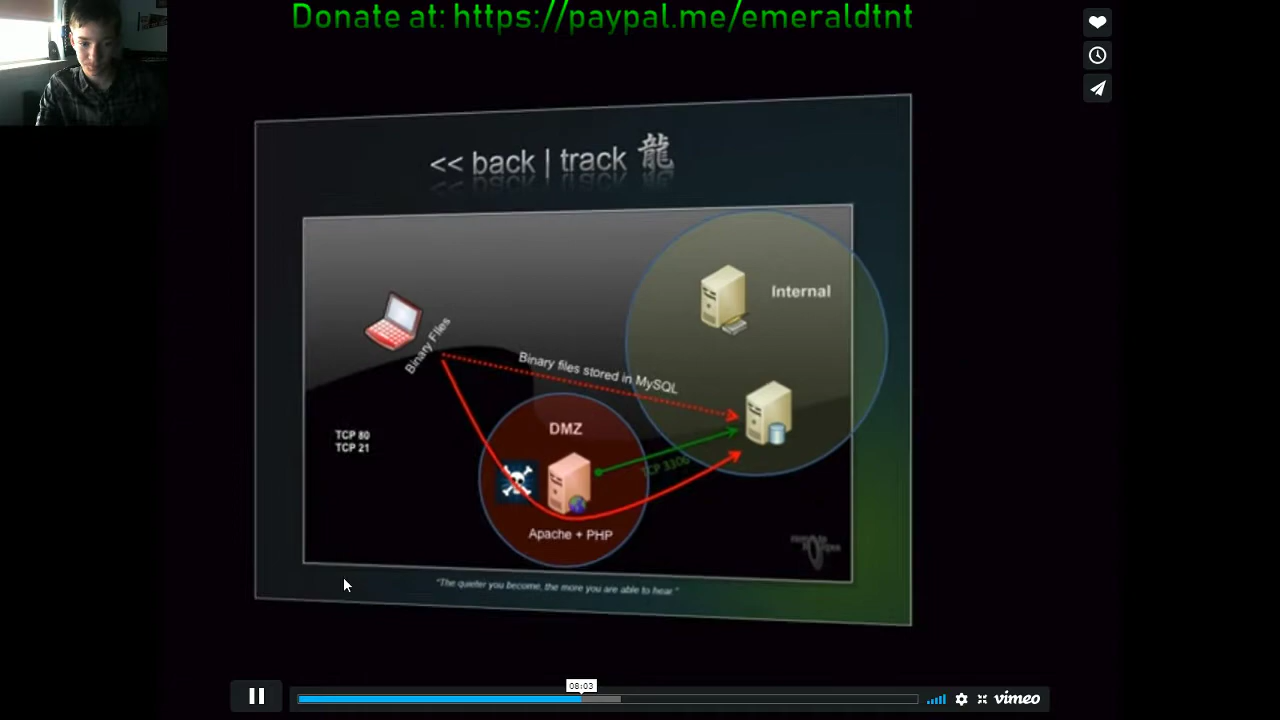 Donate at: https://paypal.me/emeraldtnt
<< back | track 龍
Internal
Binary Files
Binary files stored in MySQL
DMZ
TCP 80
TCP 21
TCP 3306
Apache + PHP
"The quieter you become, the more you are able to hear"
08:03
vimeo